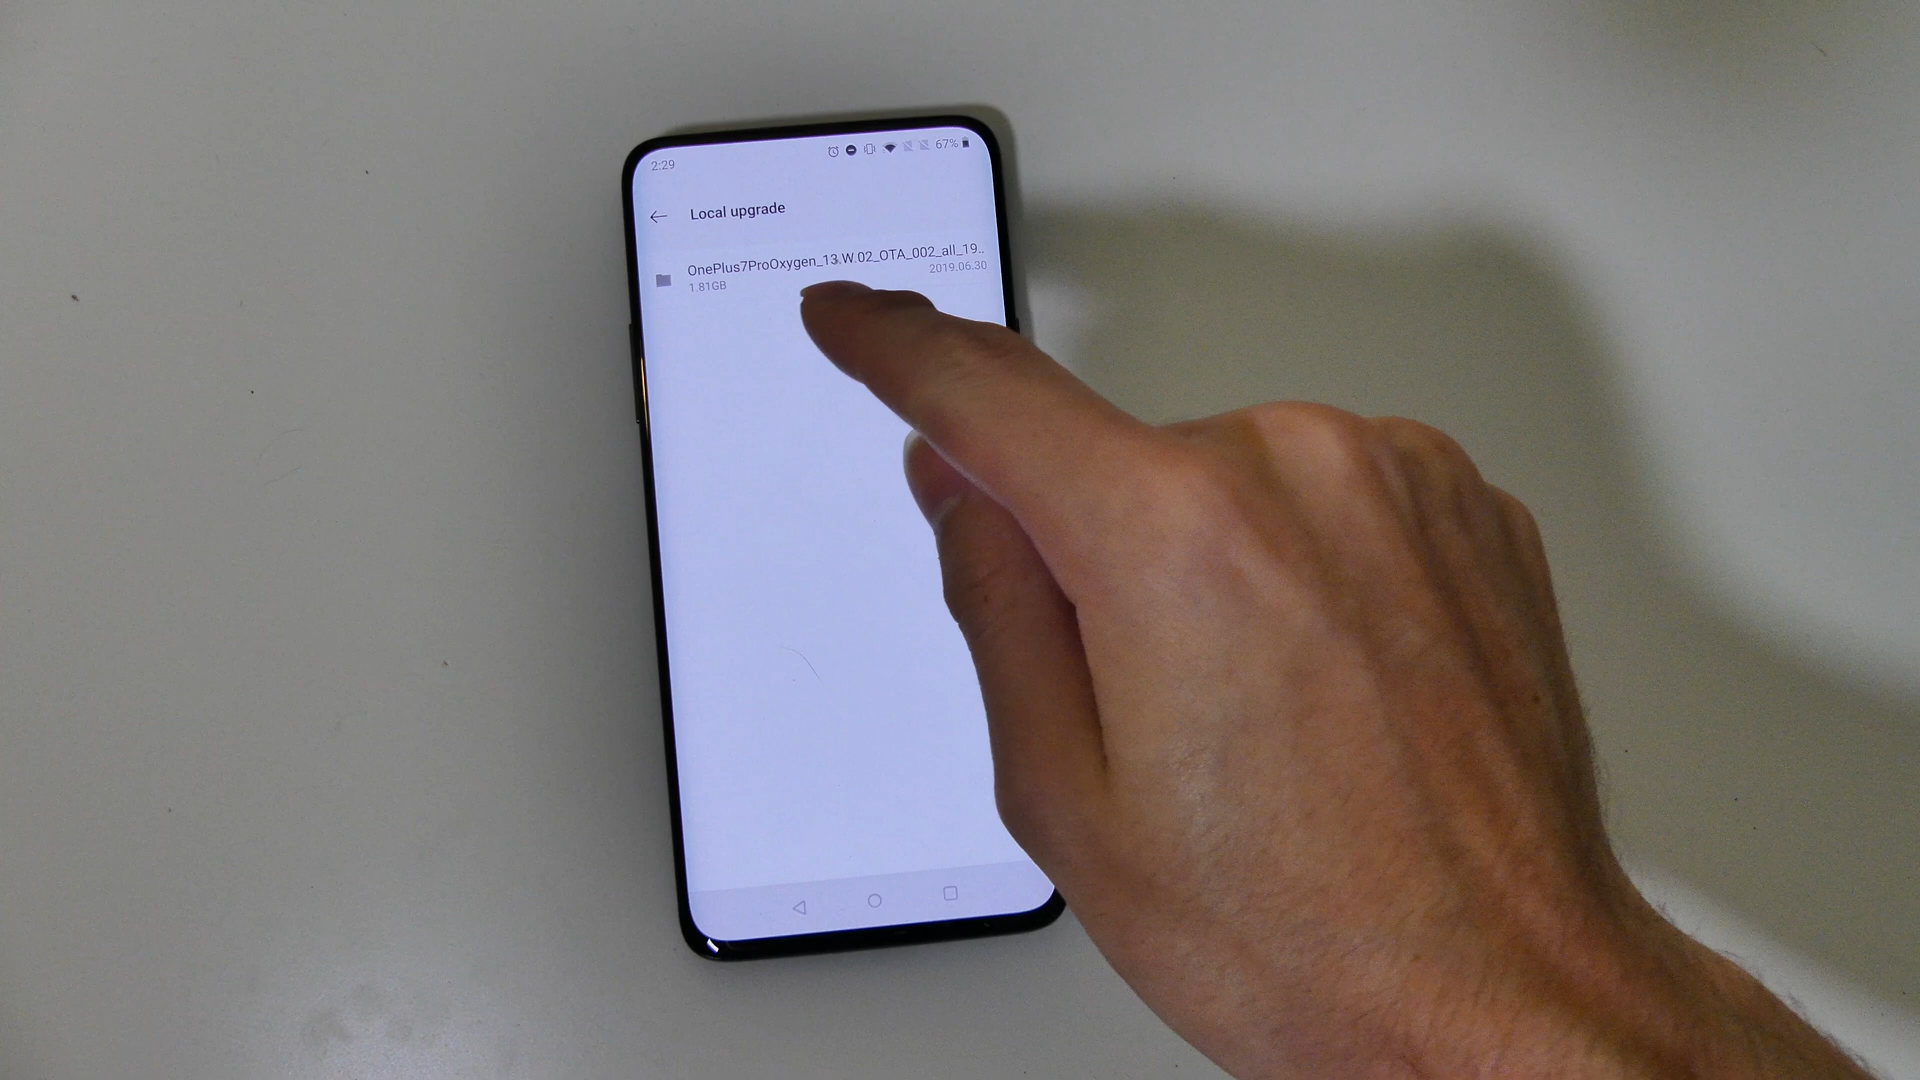 2:29
67%
Local upgrade
OnePlus7ProOxygen_13.W.02_OTA_002_all_19..
1.81GB
2019.06.30